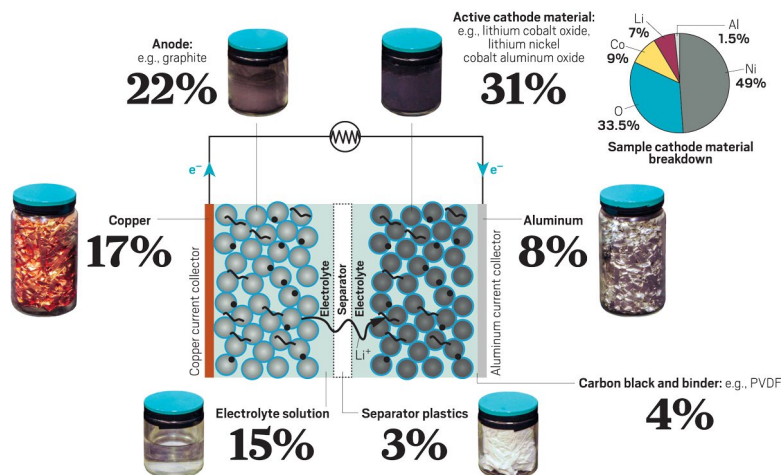 Anode:
e.g., graphite
22%
Active cathode material:
e.g., lithium cobalt oxide,
lithium nickel
cobalt aluminum oxide
31%
Li
7%
Al
1.5%
Co
9%
Ni
49%
O
33.5%
Sample cathode material
breakdown
e⁻
e⁻
Copper
17%
Copper current collector
Electrolyte
Separator
Electrolyte
Li⁺
Aluminum current collector
Aluminum
8%
Carbon black and binder: e.g., PVDF
4%
Electrolyte solution
15%
Separator plastics
3%